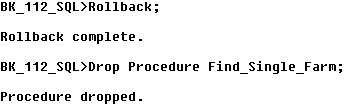 BK_112_SQL>Rollback;
Rollback complete.
BK_112_SQL>Drop Procedure Find_Single_Farm;
Procedure dropped.